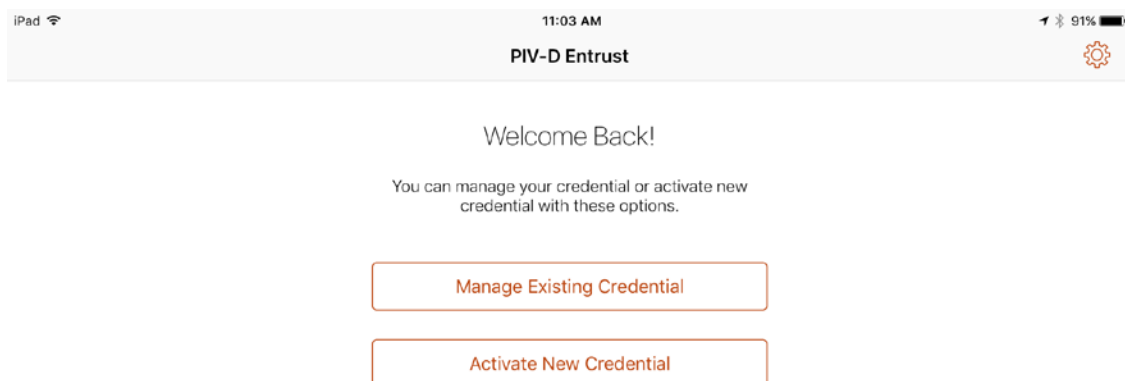 iPad 11:03 AM 91%
PIV-D Entrust
Welcome Back!
You can manage your credential or activate new
credential with these options.
Manage Existing Credential
Activate New Credential